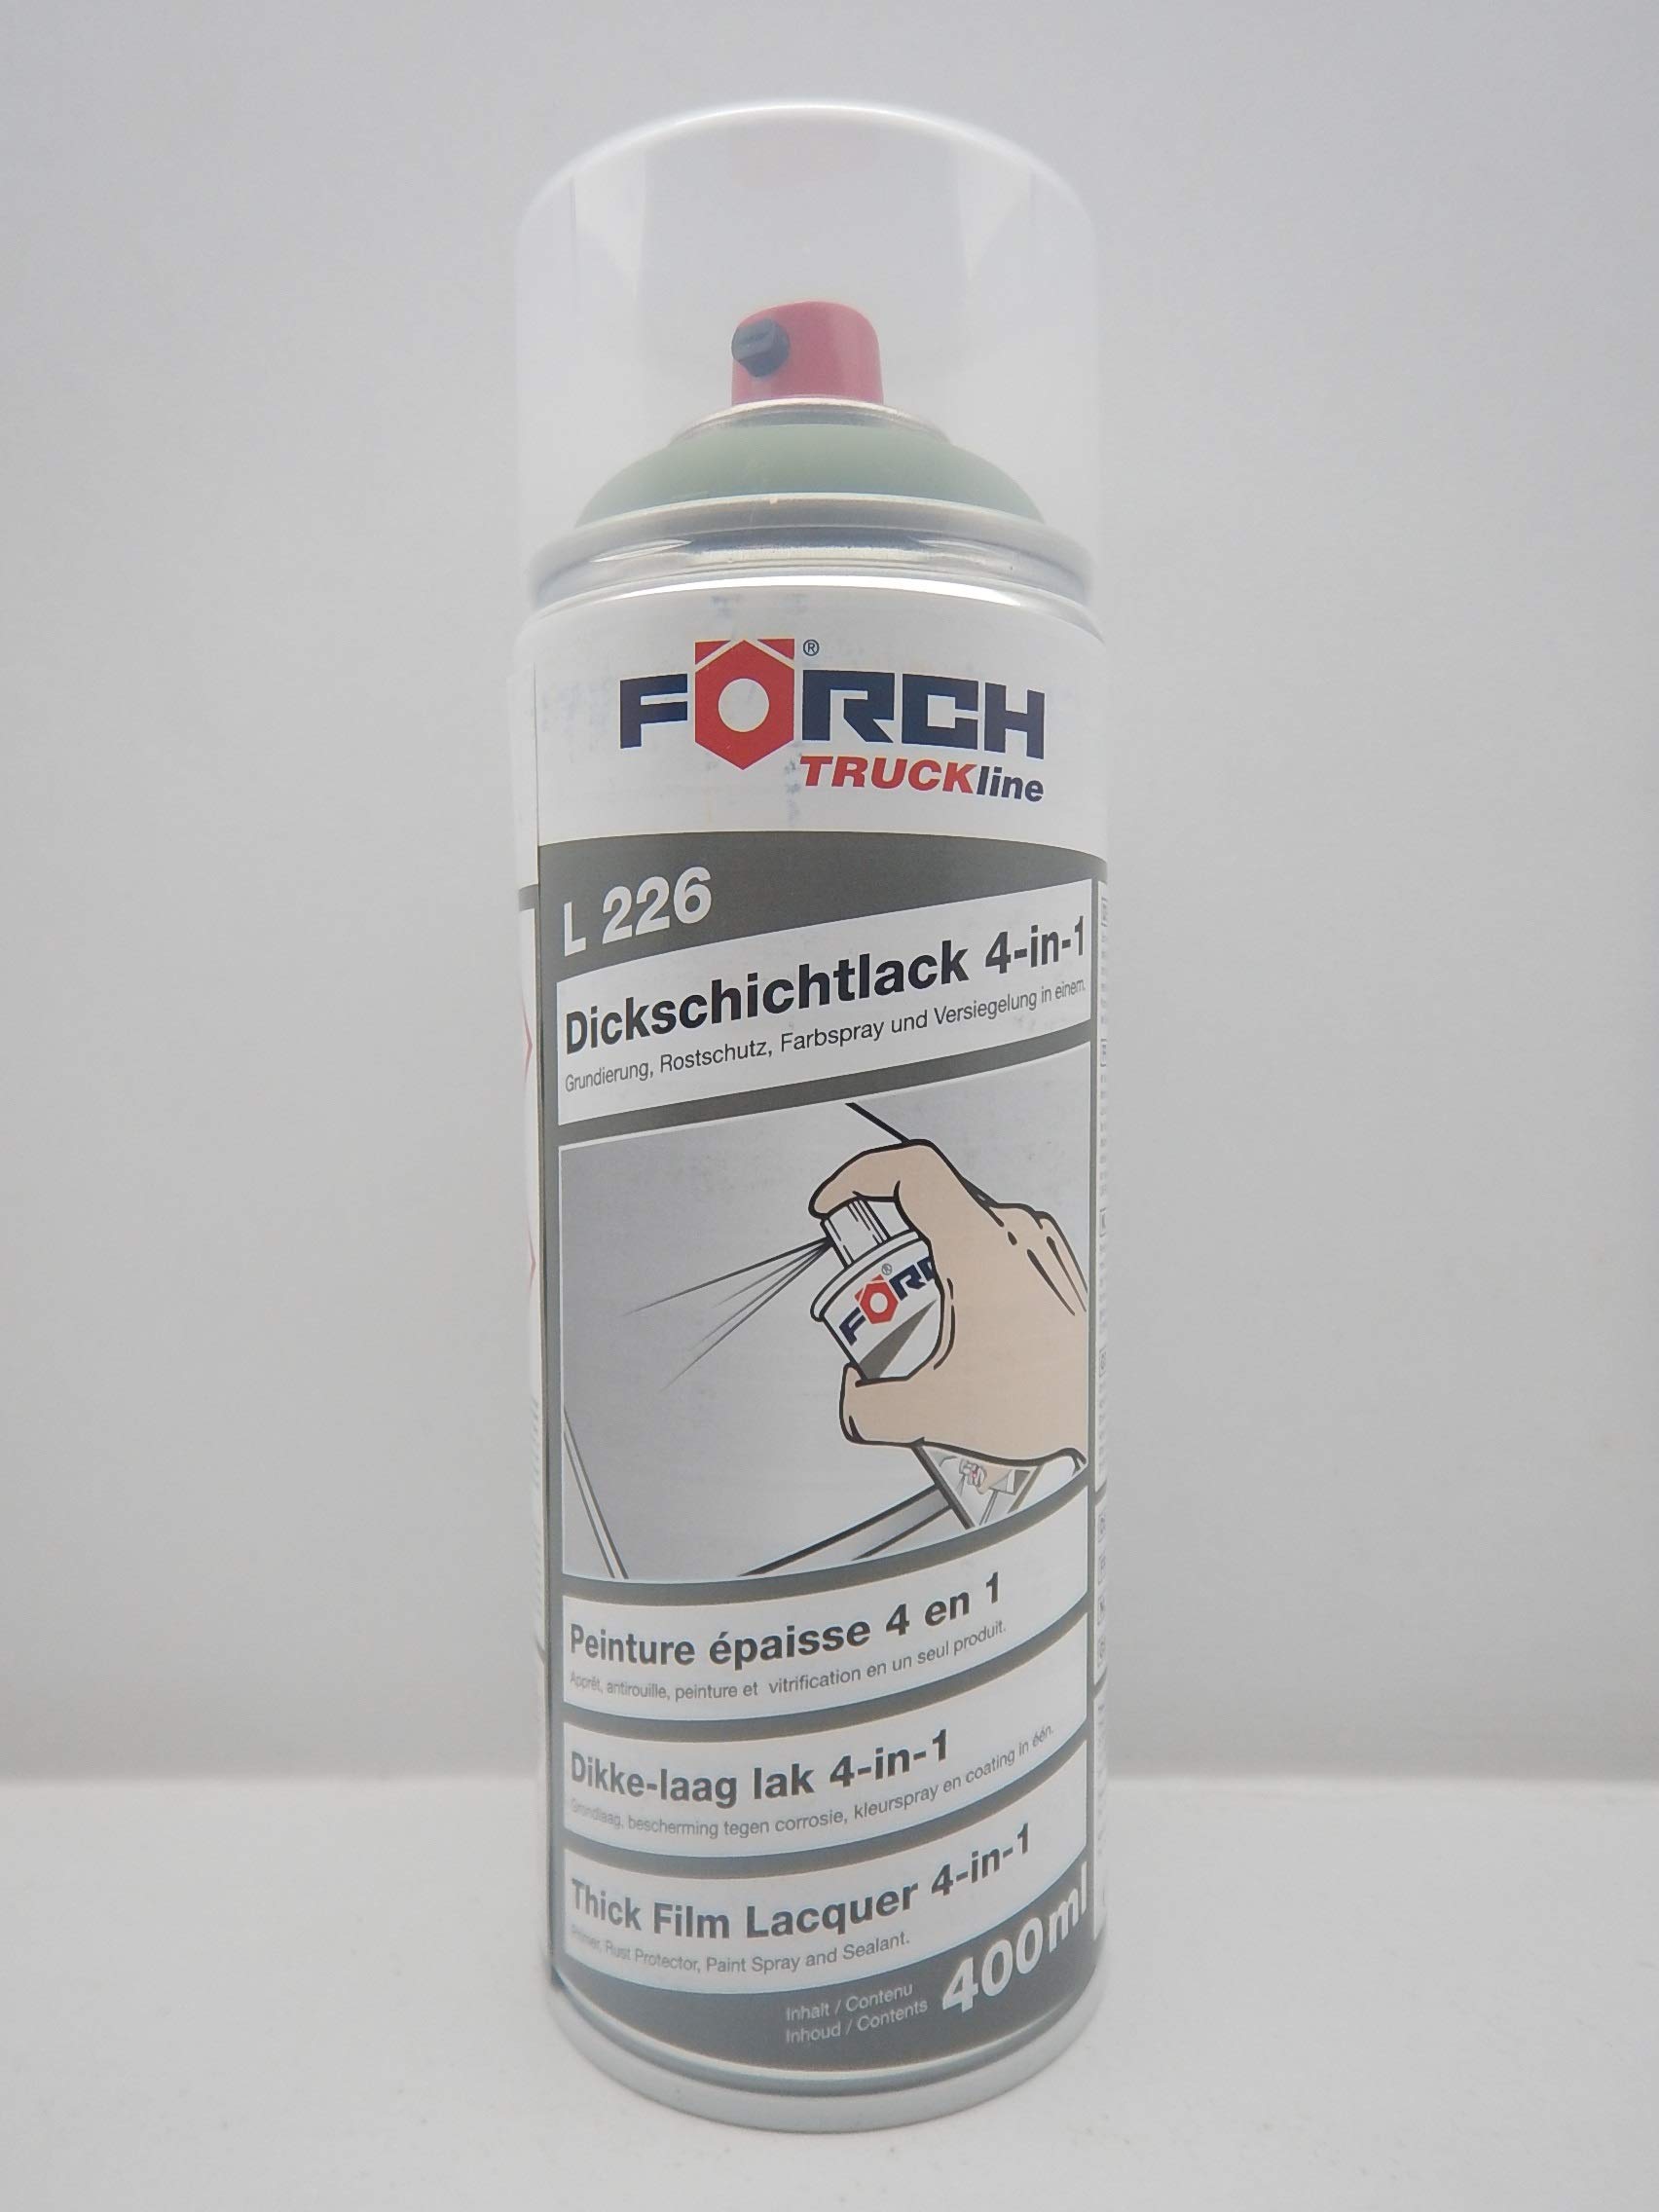 FÖRCH®
TRUCKline
L 226
Dickschichtlack 4-in-1
Grundierung, Rostschutz, Farbspray und Versiegelung in einem.
FÖRC®
Peinture épaisse 4 en 1
Apprêt, antirouille, peinture et vitrification en un seul produit.
Dikke-laag lak 4-in-1
Grondlaag, bescherming tegen corrosie, kleurspray en coating in één.
Thick Film Lacquer 4-in-1
Primer, Rust Protector, Paint Spray and Sealant.
Inhalt / Contenu
Inhoud / Contents
400ml